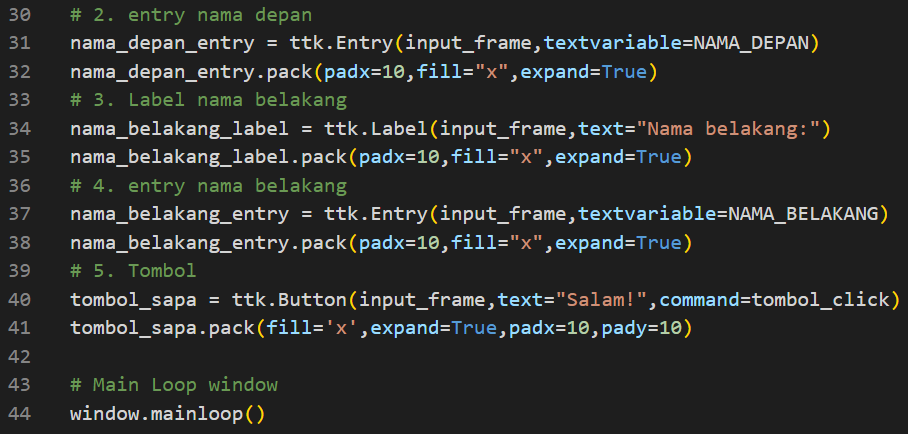 30 # 2. entry nama depan
31 nama_depan_entry = ttk.Entry(input_frame,textvariable=NAMA_DEPAN)
32 nama_depan_entry.pack(padx=10,fill="x",expand=True)
33 # 3. Label nama belakang
34 nama_belakang_label = ttk.Label(input_frame,text="Nama belakang:")
35 nama_belakang_label.pack(padx=10,fill="x",expand=True)
36 # 4. entry nama belakang
37 nama_belakang_entry = ttk.Entry(input_frame,textvariable=NAMA_BELAKANG)
38 nama_belakang_entry.pack(padx=10,fill="x",expand=True)
39 # 5. Tombol
40 tombol_sapa = ttk.Button(input_frame,text="Salam!",command=tombol_click)
41 tombol_sapa.pack(fill='x',expand=True,padx=10,pady=10)
42
43 # Main Loop window
44 window.mainloop()